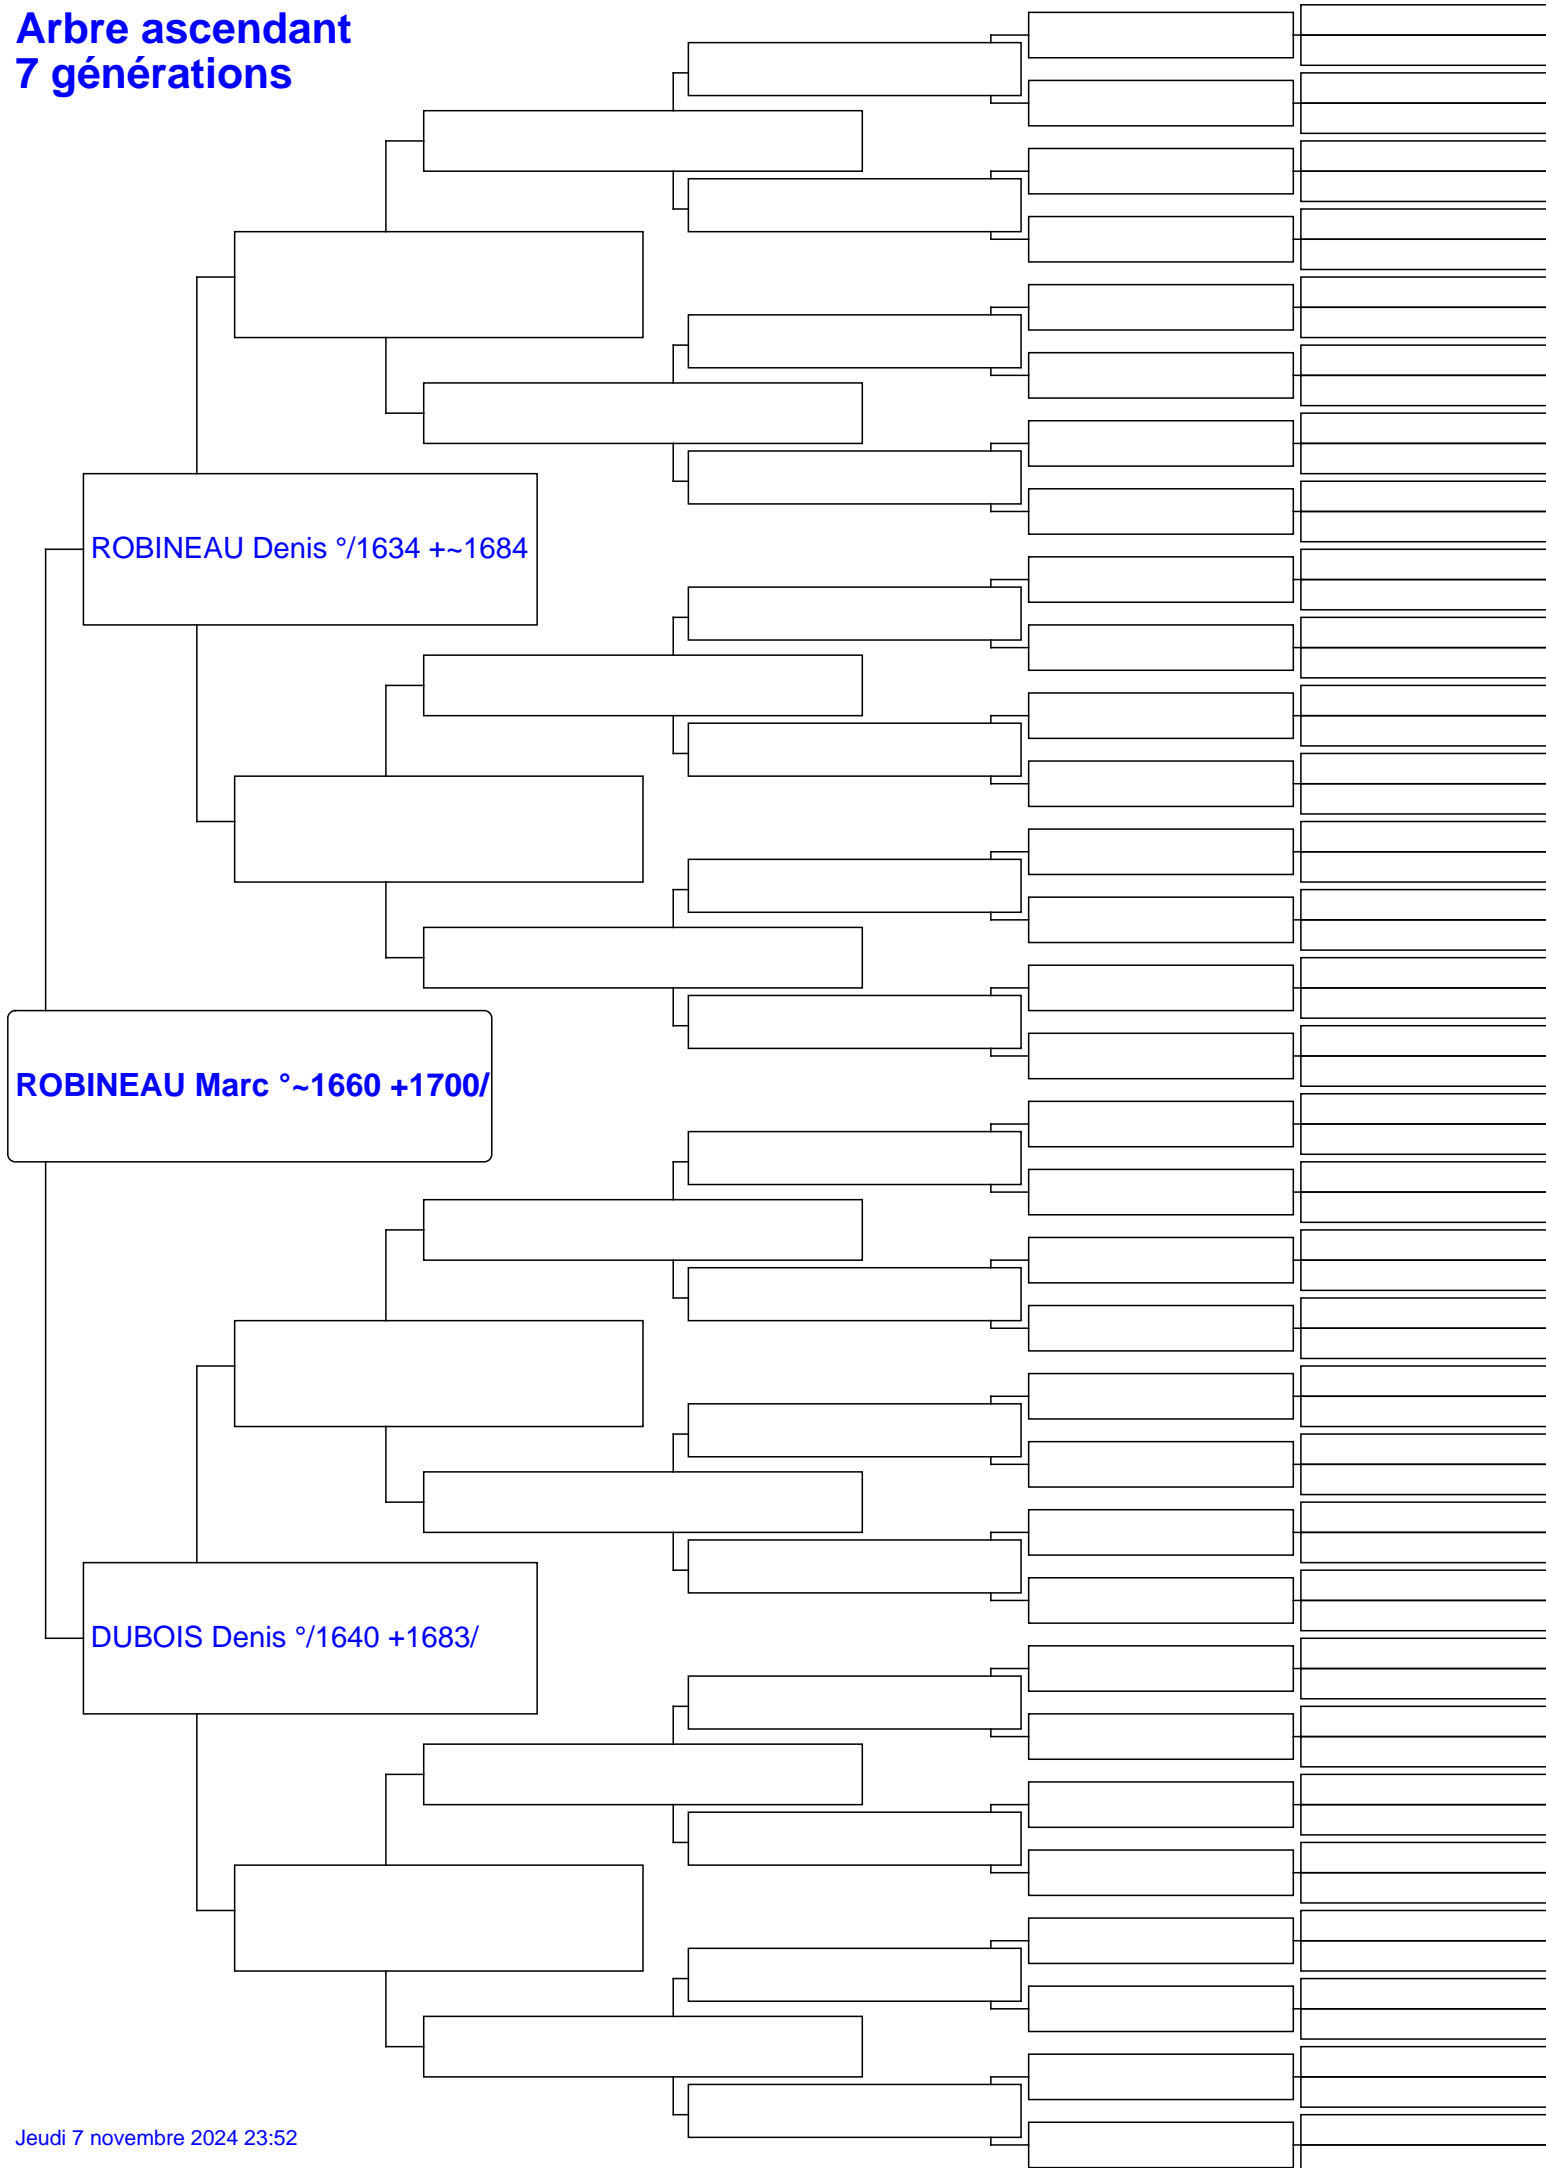 Arbre ascendant
7 générations
ROBINEAU Denis °/1634 +~1684
ROBINEAU Marc °~1660 +1700/
DUBOIS Denis °/1640 +1683/
Jeudi 7 novembre 2024 23:52